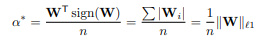 α* = W^T sign(W) / n = ∑|W_i| / n = 1/n ‖W‖_ℓ1